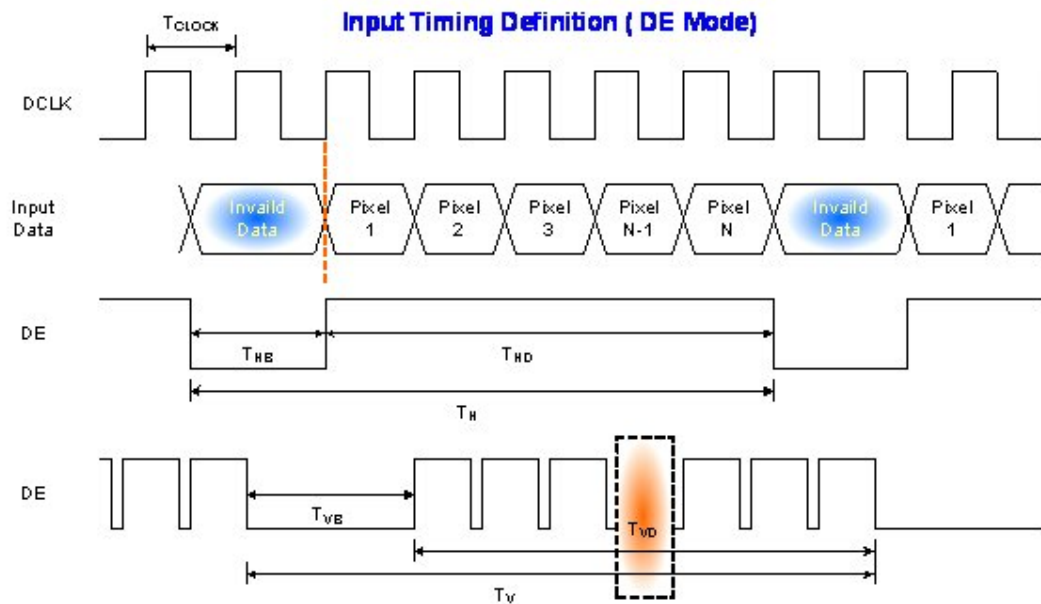 Input Timing Definition ( DE Mode)
TCLOCK
DCLK
Input
Data
Invaild
Data
Pixel
1
Pixel
2
Pixel
3
Pixel
N-1
Pixel
N
Invaild
Data
Pixel
1
DE
THB
THD
TH
DE
TVB
TVD
TV